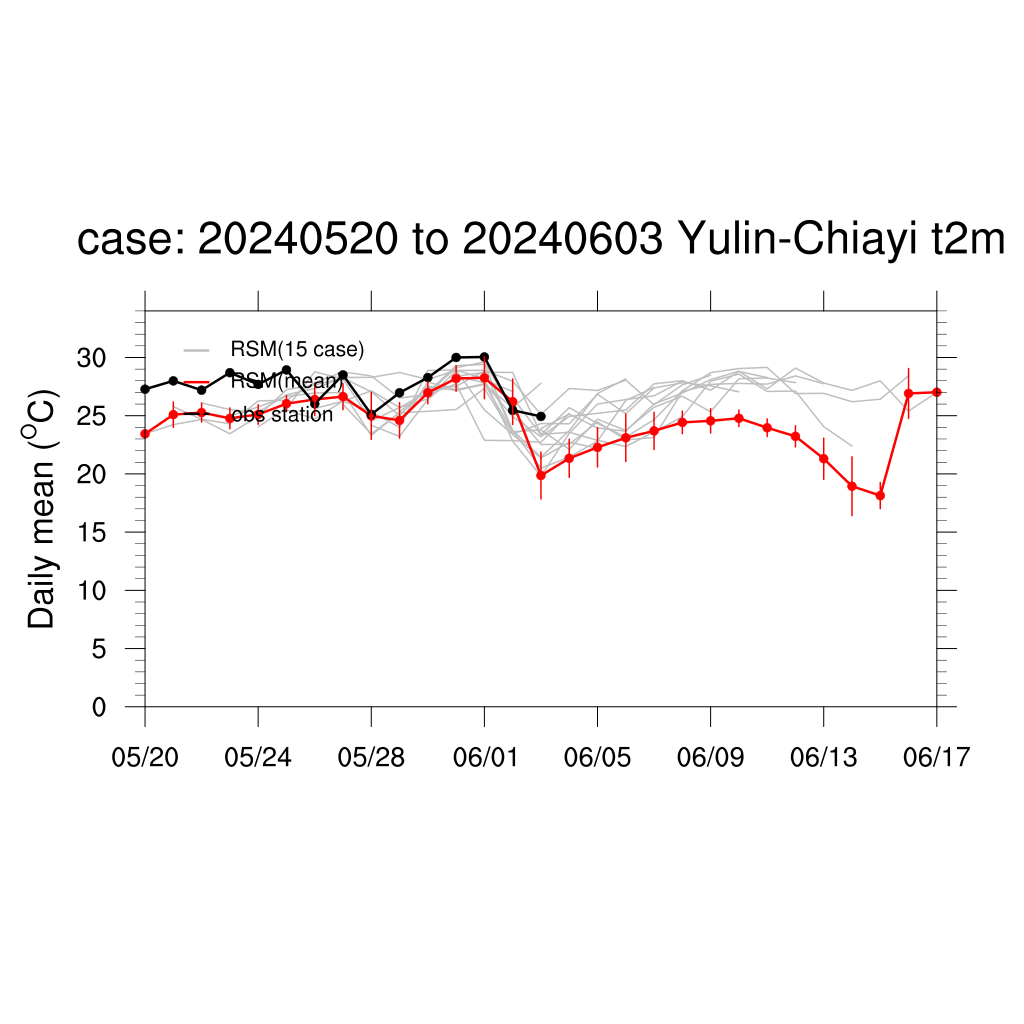 case: 20240520 to 20240603 Yulin-Chiayi t2m
RSM(15 case)
RSM(mean)
obs station
Daily mean (°C)
30
25
20
15
10
5
0
05/20 05/24 05/28 06/01 06/05 06/09 06/13 06/17